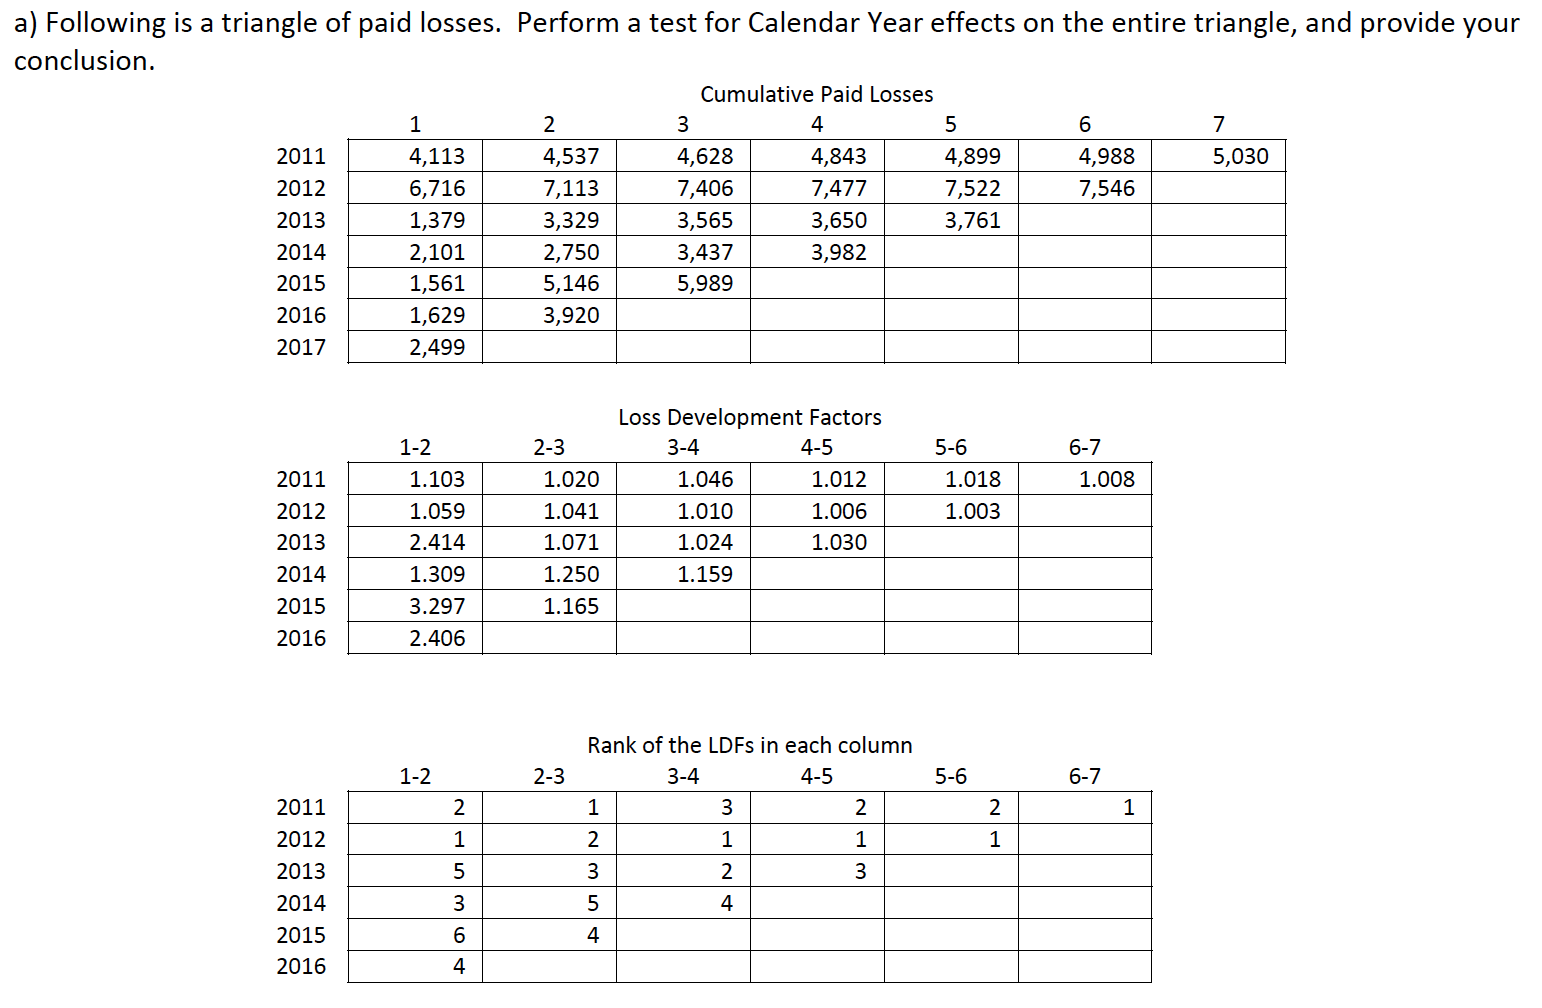 a) Following is a triangle of paid losses.  Perform a test for Calendar Year effects on the entire triangle, and provide your
conclusion.
Cumulative Paid Losses
1 2 3 4 5 6 7
2011 4,113 4,537 4,628 4,843 4,899 4,988 5,030
2012 6,716 7,113 7,406 7,477 7,522 7,546
2013 1,379 3,329 3,565 3,650 3,761
2014 2,101 2,750 3,437 3,982
2015 1,561 5,146 5,989
2016 1,629 3,920
2017 2,499
Loss Development Factors
1-2 2-3 3-4 4-5 5-6 6-7
2011 1.103 1.020 1.046 1.012 1.018 1.008
2012 1.059 1.041 1.010 1.006 1.003
2013 2.414 1.071 1.024 1.030
2014 1.309 1.250 1.159
2015 3.297 1.165
2016 2.406
Rank of the LDFs in each column
1-2 2-3 3-4 4-5 5-6 6-7
2011 2 1 3 2 2 1
2012 1 2 1 1 1
2013 5 3 2 3
2014 3 5 4
2015 6 4
2016 4